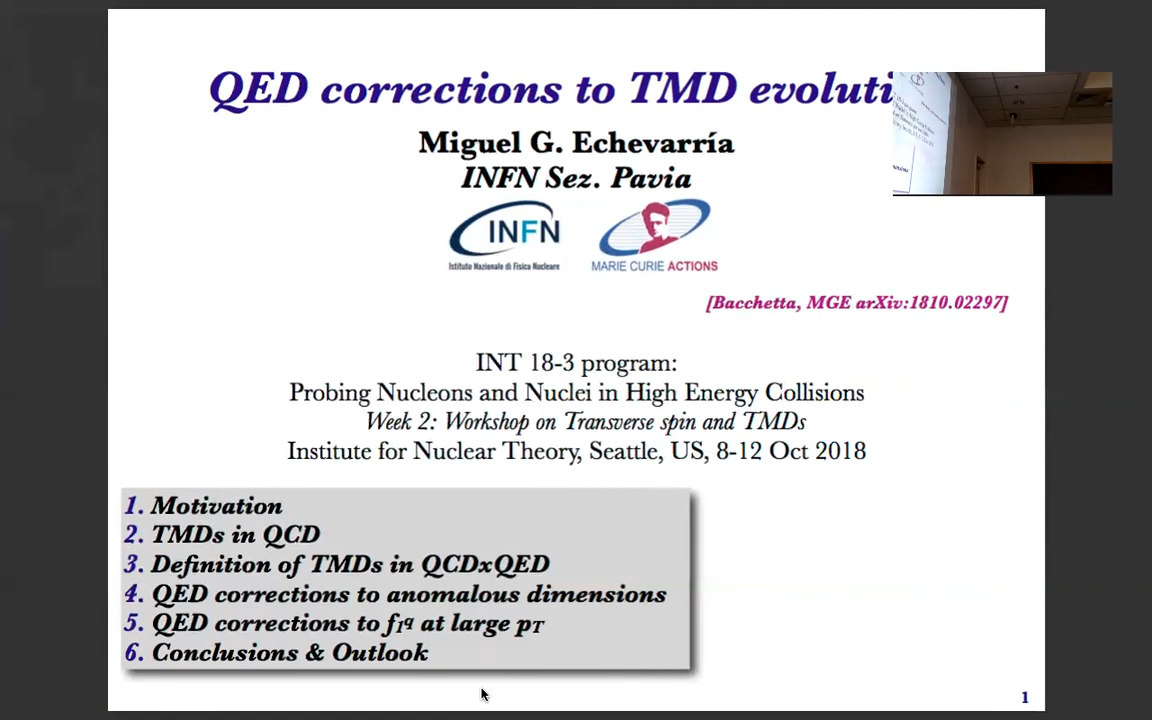 QED corrections to TMD evoluti
Miguel G. Echevarría
INFN Sez. Pavia
INFN
Istituto Nazionale di Fisica Nucleare
MARIE CURIE ACTIONS
[Bacchetta, MGE arXiv:1810.02297]
INT 18-3 program:
Probing Nucleons and Nuclei in High Energy Collisions
Week 2: Workshop on Transverse spin and TMDs
Institute for Nuclear Theory, Seattle, US, 8-12 Oct 2018
1. Motivation
2. TMDs in QCD
3. Definition of TMDs in QCDxQED
4. QED corrections to anomalous dimensions
5. QED corrections to f₁q at large pT
6. Conclusions & Outlook
1